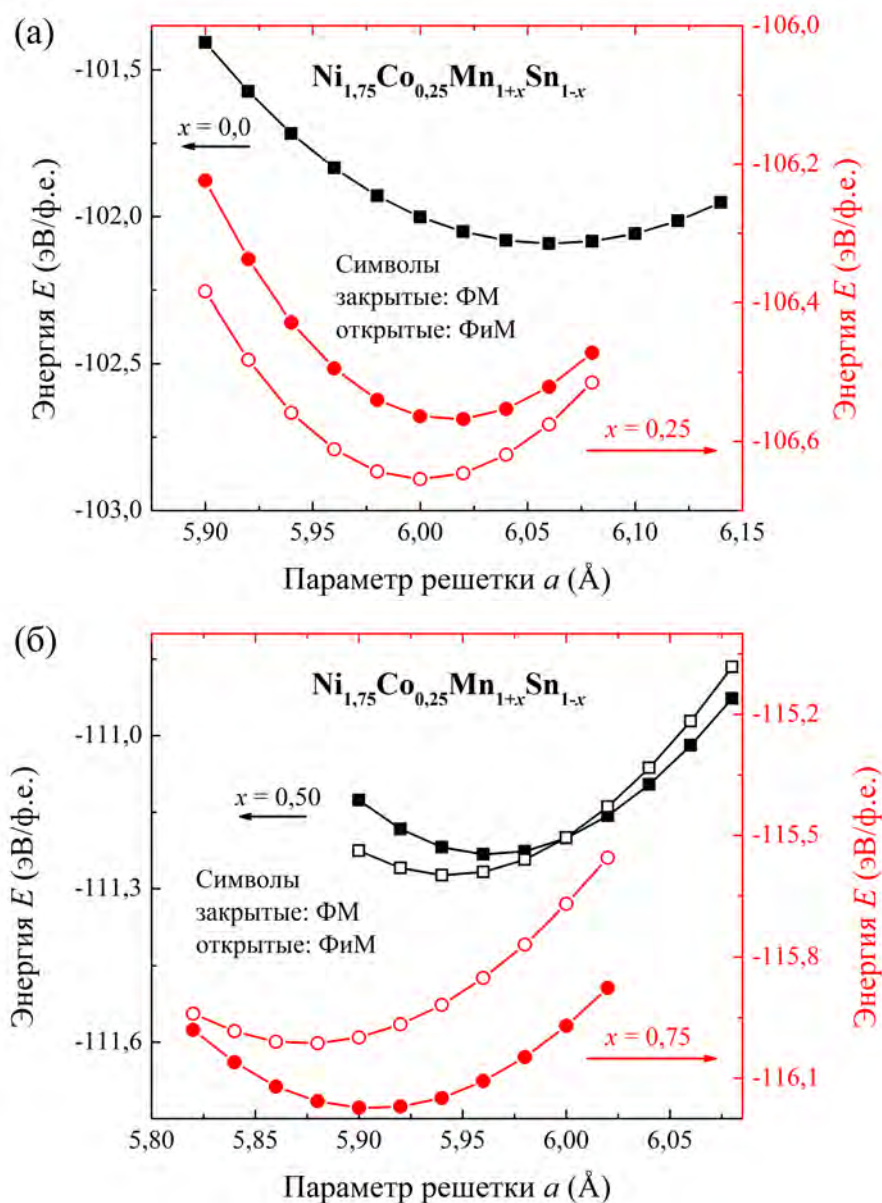 (а)
Ni1,75Co0,25Mn1+xSn1-x
x = 0,0
Символы
закрытые: ФМ
открытые: ФиМ
x = 0,25
Энергия E (эВ/ф.е.)
-101,5
-102,0
-102,5
-103,0
Энергия E (эВ/ф.е.)
-106,0
-106,2
-106,4
-106,6
5,90 5,95 6,00 6,05 6,10 6,15
Параметр решетки a (Å)
(б)
Ni1,75Co0,25Mn1+xSn1-x
x = 0,50
Символы
закрытые: ФМ
открытые: ФиМ
x = 0,75
Энергия E (эВ/ф.е.)
-111,0
-111,3
-111,6
Энергия E (эВ/ф.е.)
-115,2
-115,5
-115,8
-116,1
5,80 5,85 5,90 5,95 6,00 6,05
Параметр решетки a (Å)